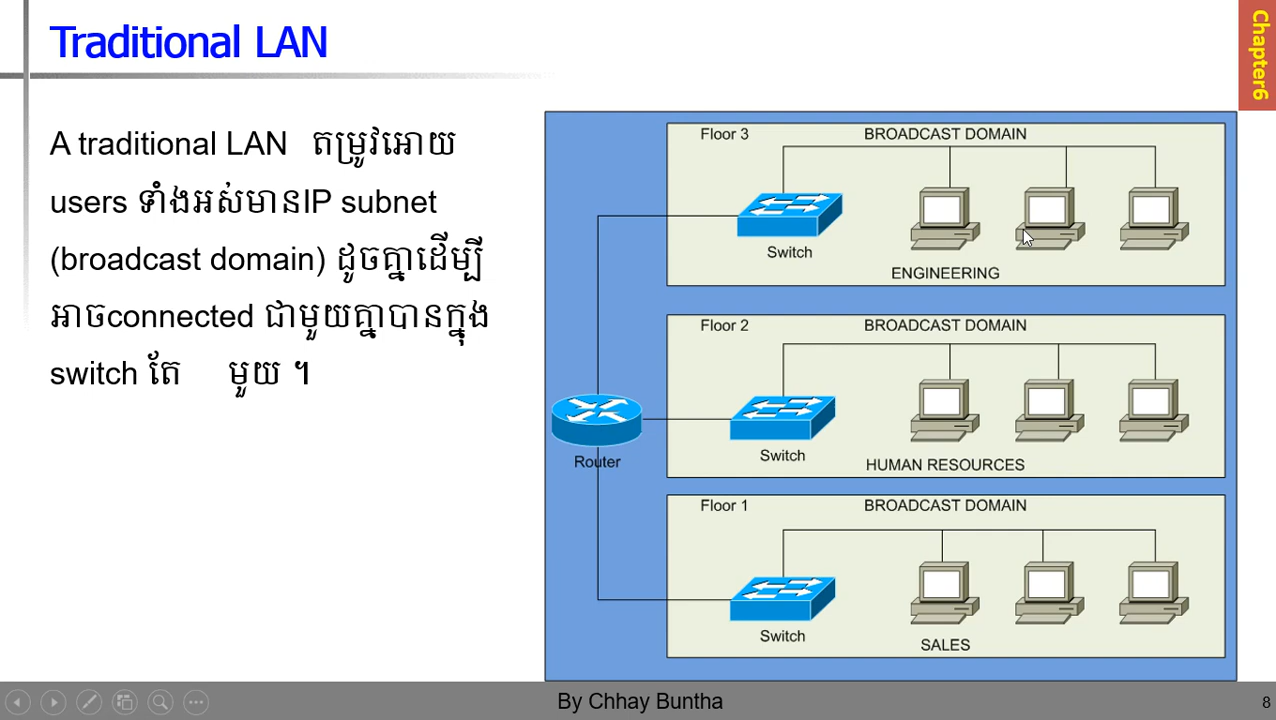 Traditional LAN
Chapter6
A traditional LAN តម្រូវអោយ
users ទាំងអស់មានIP subnet
(broadcast domain) ដូចគ្នាដើម្បី
អាចconnected ជាមួយគ្នាបានក្នុង
switch តែ មួយ ។
Floor 3 BROADCAST DOMAIN
Switch
ENGINEERING
Floor 2 BROADCAST DOMAIN
Switch
HUMAN RESOURCES
Router
Floor 1 BROADCAST DOMAIN
Switch
SALES
By Chhay Buntha
8